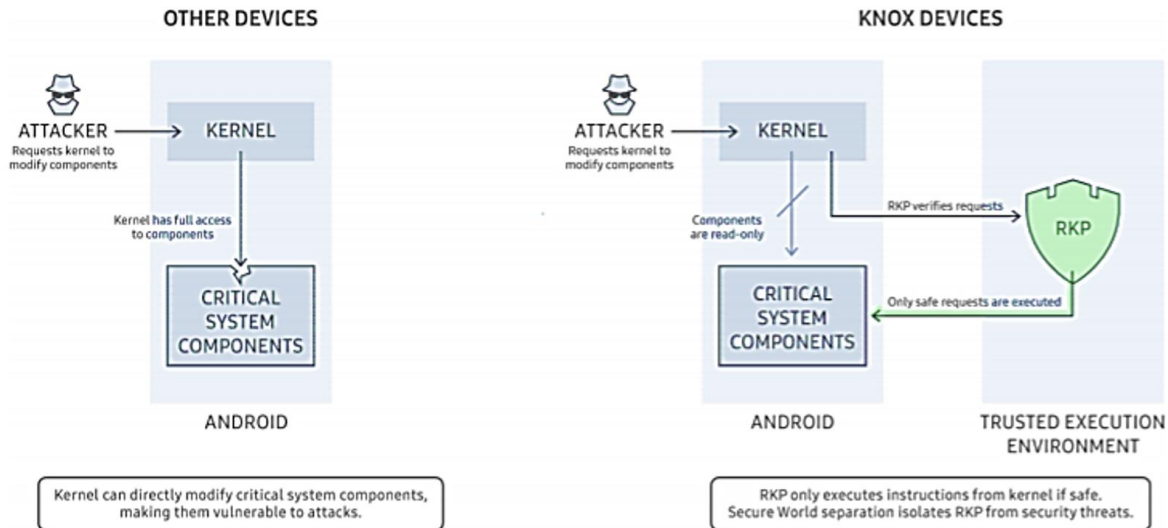 OTHER DEVICES
ATTACKER
Requests kernel to
modify components
KERNEL
Kernel has full access
to components
CRITICAL
SYSTEM
COMPONENTS
ANDROID
Kernel can directly modify critical system components,
making them vulnerable to attacks.
KNOX DEVICES
ATTACKER
Requests kernel to
modify components
KERNEL
Components
are read-only
RKP verifies requests
RKP
Only safe requests are executed
CRITICAL
SYSTEM
COMPONENTS
ANDROID
TRUSTED EXECUTION
ENVIRONMENT
RKP only executes instructions from kernel if safe.
Secure World separation isolates RKP from security threats.